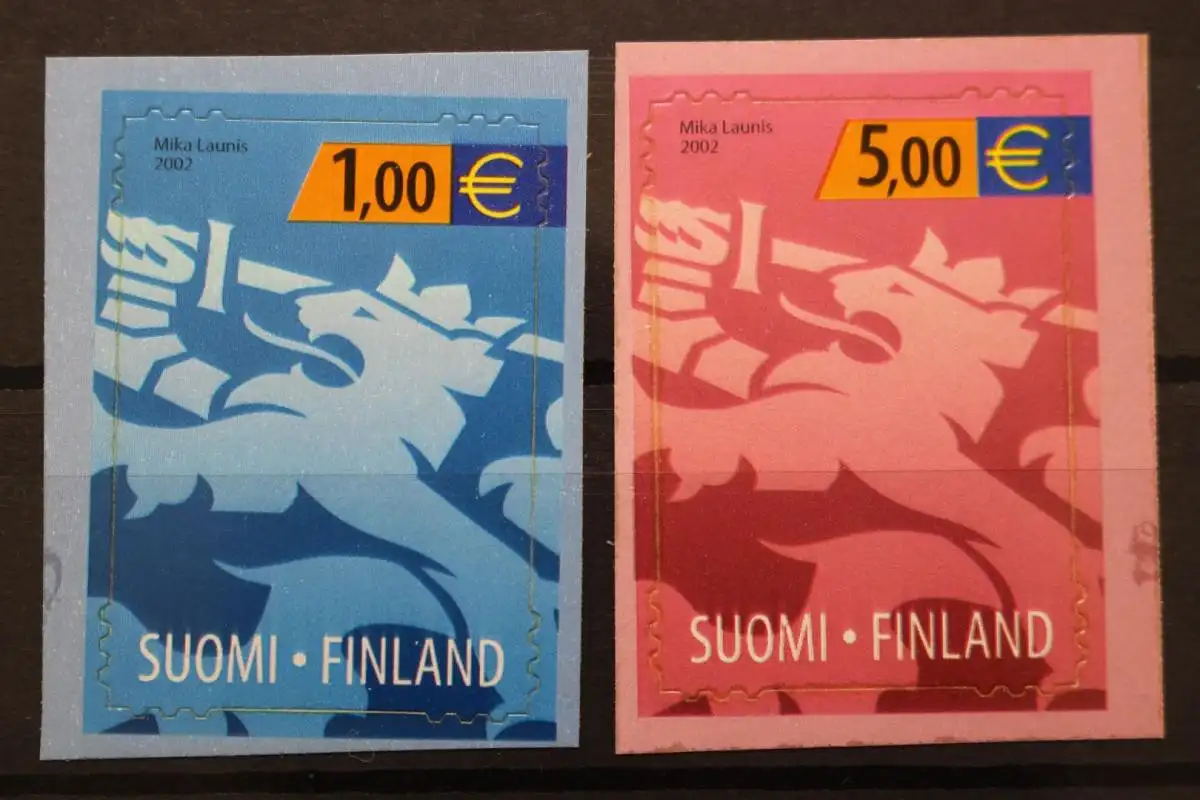 Mika Launis
2002
1,00 €
SUOMI • FINLAND
Mika Launis
2002
5,00 €
SUOMI • FINLAND